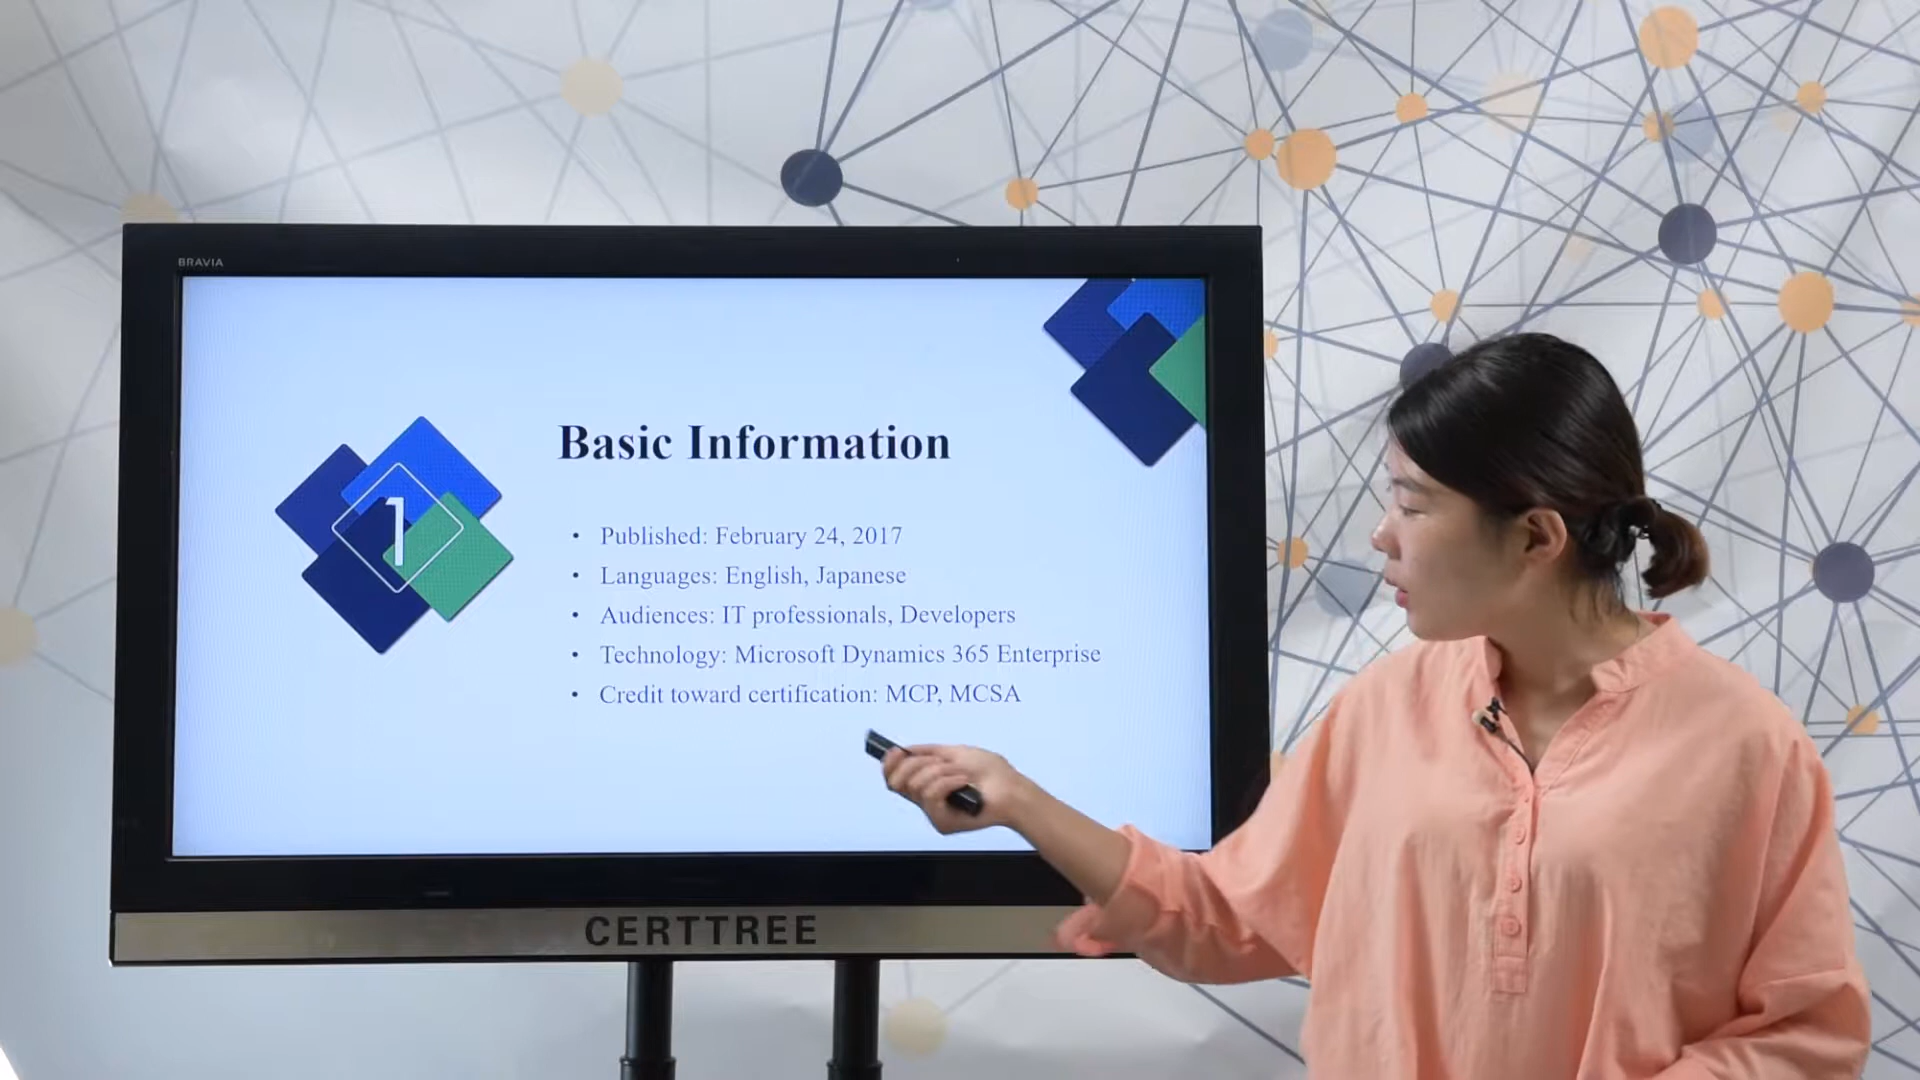 BRAVIA
1
Basic Information
• Published: February 24, 2017
• Languages: English, Japanese
• Audiences: IT professionals, Developers
• Technology: Microsoft Dynamics 365 Enterprise
• Credit toward certification: MCP, MCSA
CERTTREE